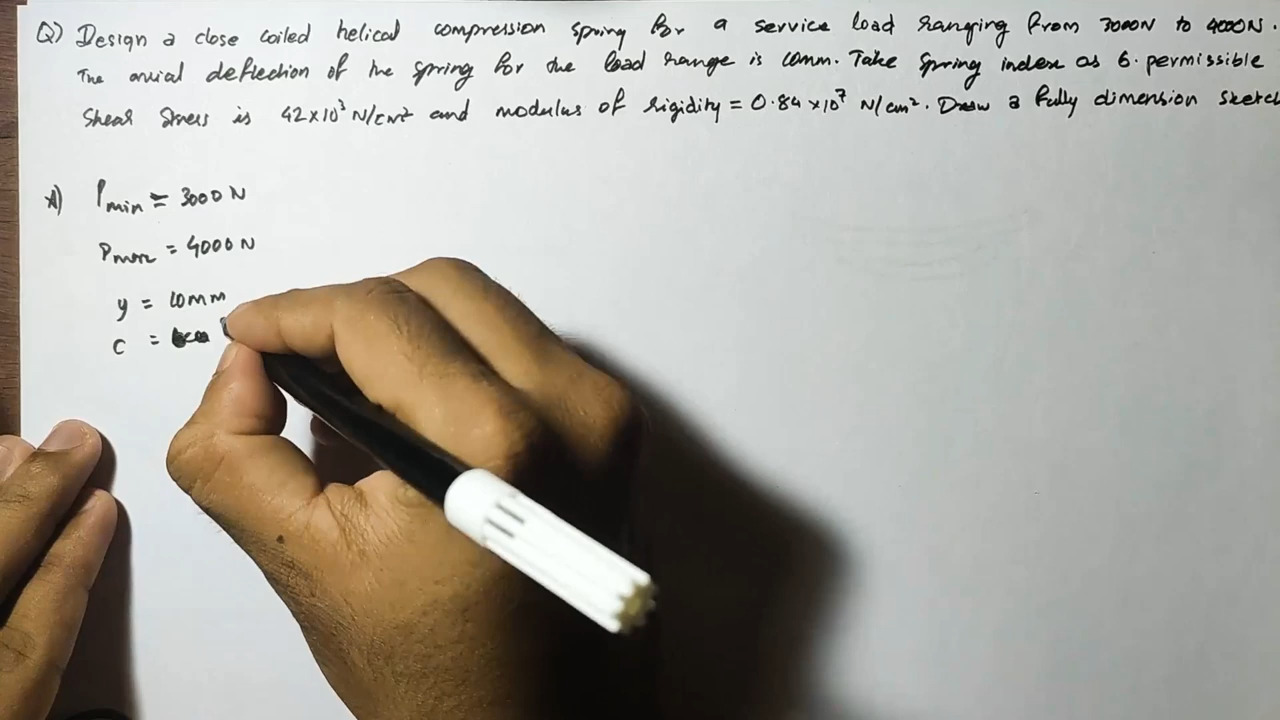 Q) Design a close coiled helical compression spring for a service load ranging from 3000N to 4000N.
The axial deflection of the spring for the load range is 10mm. Take spring index as 6. permissible
shear stress is 42×10³ N/cm² and modulus of rigidity = 0.84 ×10⁷ N/cm². Draw a fully dimension sketch
A) Pmin = 3000 N
Pmax = 4000 N
y = 10mm
c =